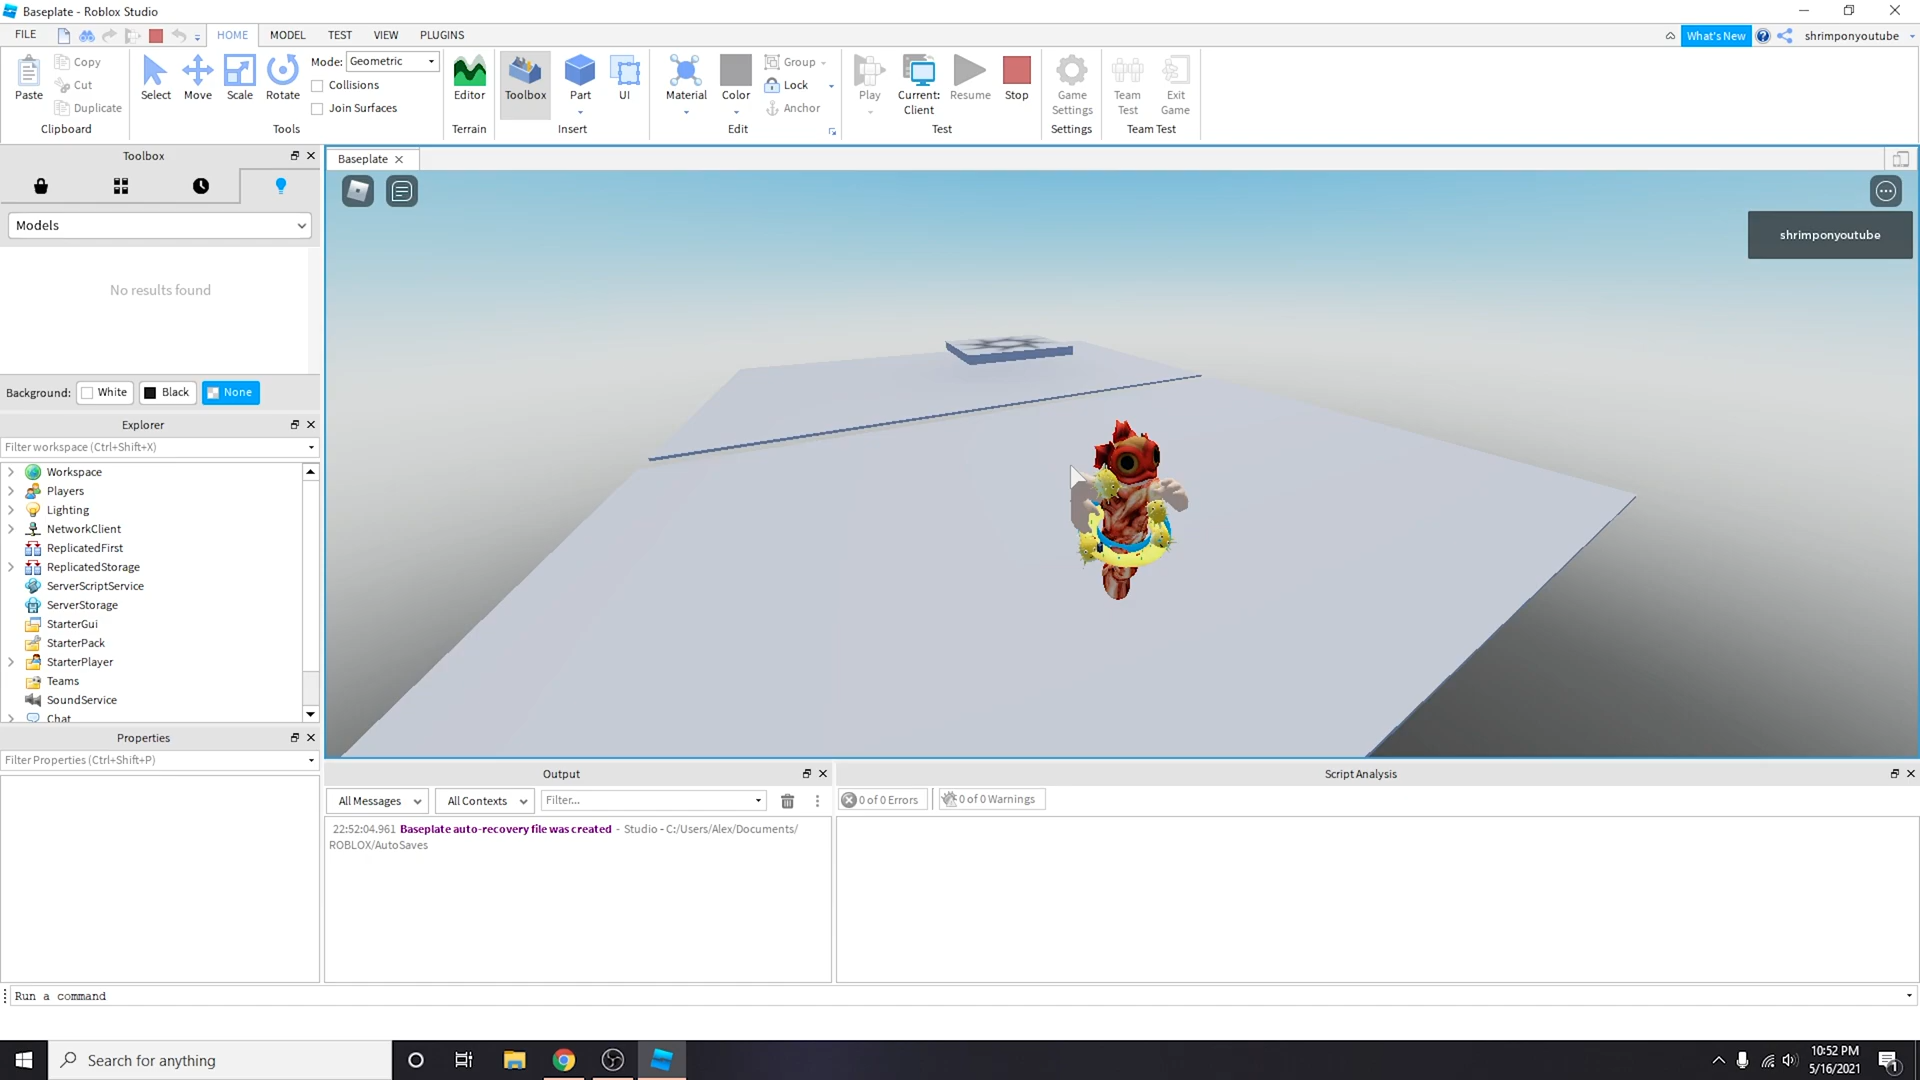 Baseplate - Roblox Studio
FILE HOME MODEL TEST VIEW PLUGINS What's New shrimponyoutube
Paste Copy Cut Duplicate
Clipboard
Select Move Scale Rotate
Mode: Geometric
Collisions
Join Surfaces
Tools
Editor
Terrain
Toolbox Part UI
Insert
Material Color
Group
Lock
Anchor
Edit
Play Current: Client Resume Stop
Test
Game Settings
Settings
Team Test Exit Game
Team Test
Toolbox
Models
No results found
Background: White Black None
Explorer
Filter workspace (Ctrl+Shift+X)
Workspace
Players
Lighting
NetworkClient
ReplicatedFirst
ReplicatedStorage
ServerScriptService
ServerStorage
StarterGui
StarterPack
StarterPlayer
Teams
SoundService
Chat
Properties
Filter Properties (Ctrl+Shift+P)
Baseplate
shrimponyoutube
Output
All Messages All Contexts Filter...
22:52:04.961 Baseplate auto-recovery file was created - Studio - C:/Users/Alex/Documents/
ROBLOX/AutoSaves
Script Analysis
0 of 0 Errors 0 of 0 Warnings
Run a command
Search for anything
10:52 PM
5/16/2021
1